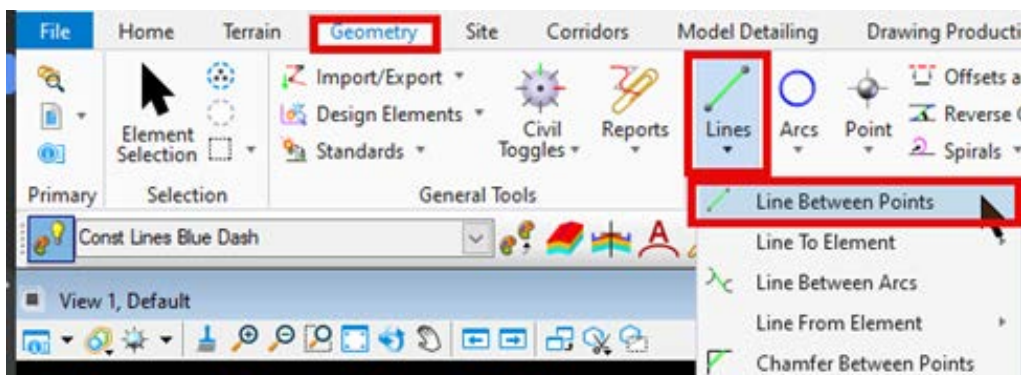 File Home Terrain Geometry Site Corridors Model Detailing Drawing Producti
Import/Export
Design Elements
Standards
Element
Selection
Civil
Toggles
Reports
Lines
Arcs
Point
Offsets a
Reverse
Spirals
Primary Selection General Tools
Line Between Points
Const Lines Blue Dash
Line To Element
Line Between Arcs
View 1, Default
Line From Element
Chamfer Between Points